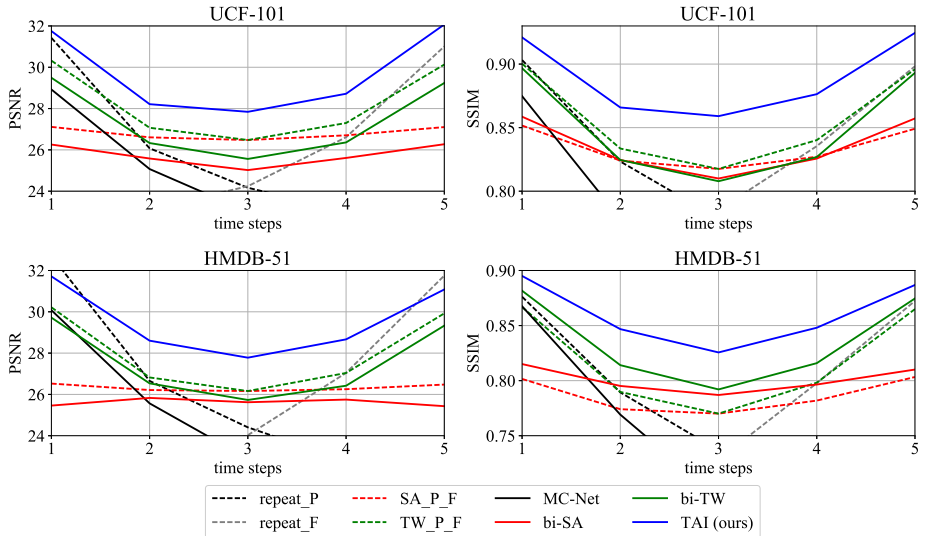 UCF-101
32
30
28
26
24
PSNR
1 2 3 4 5
time steps
UCF-101
0.90
0.85
0.80
SSIM
1 2 3 4 5
time steps
HMDB-51
32
30
28
26
24
PSNR
1 2 3 4 5
time steps
HMDB-51
0.90
0.85
0.80
0.75
SSIM
1 2 3 4 5
time steps
repeat_P SA_P_F MC-Net bi-TW
repeat_F TW_P_F bi-SA TAI (ours)